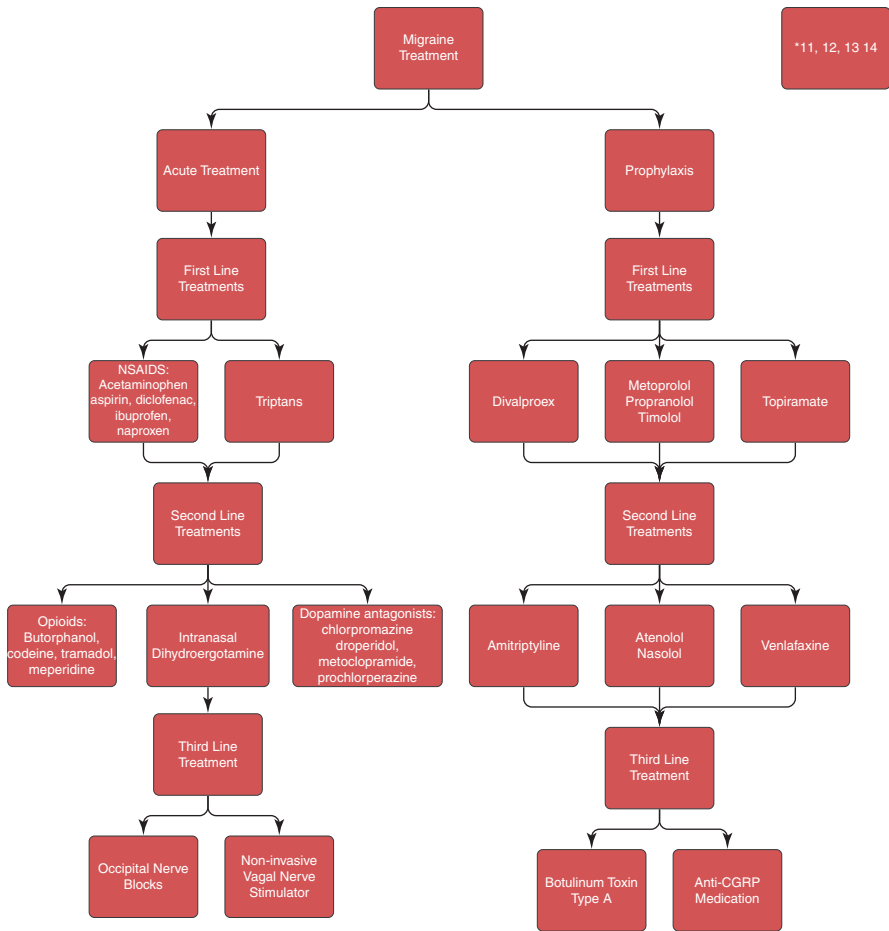 Migraine
Treatment
*11, 12, 13 14
Acute Treatment
Prophylaxis
First Line
Treatments
First Line
Treatments
NSAIDS:
Acetaminophen
aspirin, diclofenac,
ibuprofen,
naproxen
Triptans
Divalproex
Metoprolol
Propranolol
Timolol
Topiramate
Second Line
Treatments
Second Line
Treatments
Opioids:
Butorphanol,
codeine, tramadol,
meperidine
Intranasal
Dihydroergotamine
Dopamine antagonists:
chlorpromazine
droperidol,
metoclopramide,
prochlorperazine
Amitriptyline
Atenolol
Nasolol
Venlafaxine
Third Line
Treatment
Third Line
Treatment
Occipital Nerve
Blocks
Non-invasive
Vagal Nerve
Stimulator
Botulinum Toxin
Type A
Anti-CGRP
Medication